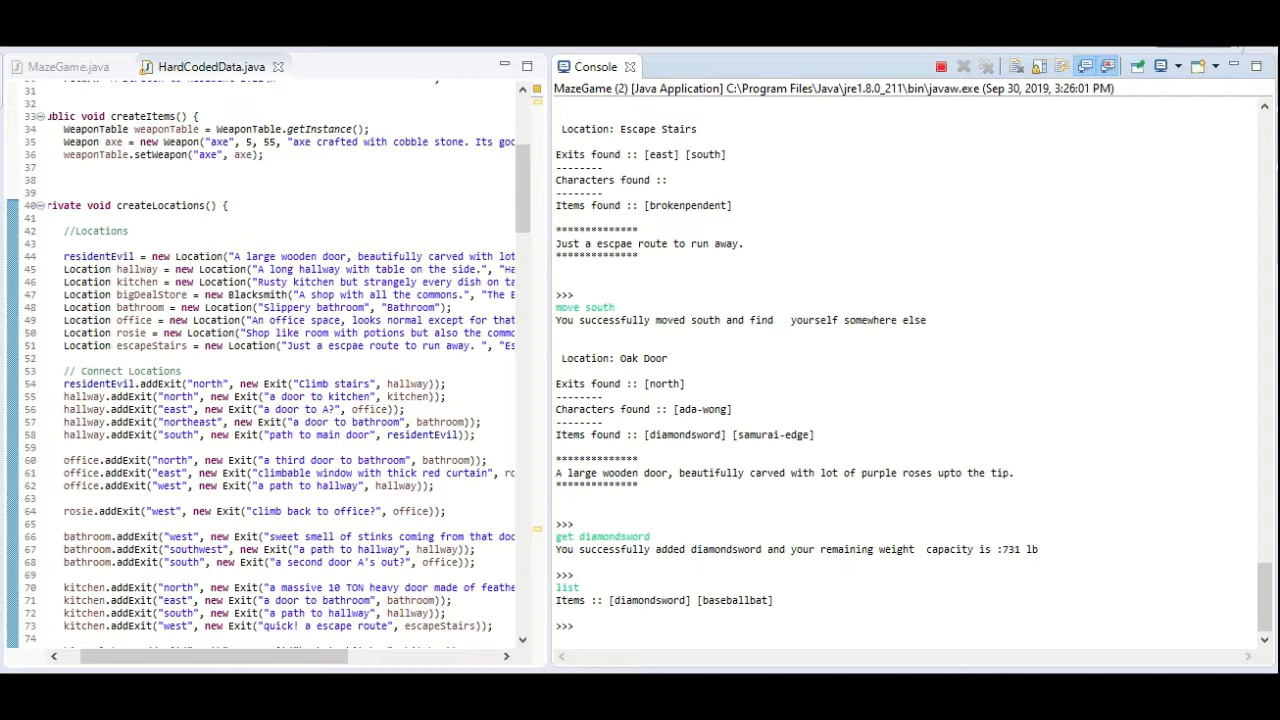 MazeGame.java
HardCodedData.java
31
32
33 ublic void createItems() {
34 WeaponTable weaponTable = WeaponTable.getInstance();
35 Weapon axe = new Weapon("axe", 5, 55, "axe crafted with cobble stone. Its goo
36 weaponTable.setWeapon("axe", axe);
37
38
39
40 rivate void createLocations() {
41
42 //Locations
43
44 residentEvil = new Location("A large wooden door, beautifully carved with lot
45 Location hallway = new Location("A long hallway with table on the side.", "Ha
46 Location kitchen = new Location("Rusty kitchen but strangely every dish on ta
47 Location bigDealStore = new Blacksmith("A shop with all the commons.", "The B
48 Location bathroom = new Location("Slippery bathroom", "Bathroom");
49 Location office = new Location("An office space, looks normal except for that
50 Location rosie = new Location("Shop like room with potions but also the commo
51 Location escapeStairs = new Location("Just a escpae route to run away. ", "Es
52
53 // Connect Locations
54 residentEvil.addExit("north", new Exit("Climb stairs", hallway));
55 hallway.addExit("north", new Exit("a door to kitchen", kitchen));
56 hallway.addExit("east", new Exit("a door to A?", office));
57 hallway.addExit("northeast", new Exit("a door to bathroom", bathroom));
58 hallway.addExit("south", new Exit("path to main door", residentEvil));
59
60 office.addExit("north", new Exit("a third door to bathroom", bathroom));
61 office.addExit("east", new Exit("climbable window with thick red curtain", ro
62 office.addExit("west", new Exit("a path to hallway", hallway));
63
64 rosie.addExit("west", new Exit("climb back to office?", office));
65
66 bathroom.addExit("west", new Exit("sweet smell of stinks coming from that doo
67 bathroom.addExit("southwest", new Exit("a path to hallway", hallway));
68 bathroom.addExit("south", new Exit("a second door A's out?", office));
69
70 kitchen.addExit("north", new Exit("a massive 10 TON heavy door made of feathe
71 kitchen.addExit("east", new Exit("a door to bathroom", bathroom));
72 kitchen.addExit("south", new Exit("a path to hallway", hallway));
73 kitchen.addExit("west", new Exit("quick! a escape route", escapeStairs));
74
Console
MazeGame (2) [Java Application] C:\Program Files\Java\jre1.8.0_211\bin\javaw.exe (Sep 30, 2019, 3:26:01 PM)
Location: Escape Stairs
Exits found :: [east] [south]
--------
Characters found ::
--------
Items found :: [brokenpendent]
**************
Just a escpae route to run away.
**************
>>>
move south
You successfully moved south and find   yourself somewhere else
Location: Oak Door
Exits found :: [north]
--------
Characters found :: [ada-wong]
--------
Items found :: [diamondsword] [samurai-edge]
**************
A large wooden door, beautifully carved with lot of purple roses upto the tip.
**************
>>>
get diamondsword
You successfully added diamondsword and your remaining weight  capacity is :731 lb
>>>
list
Items :: [diamondsword] [baseballbat]
>>>